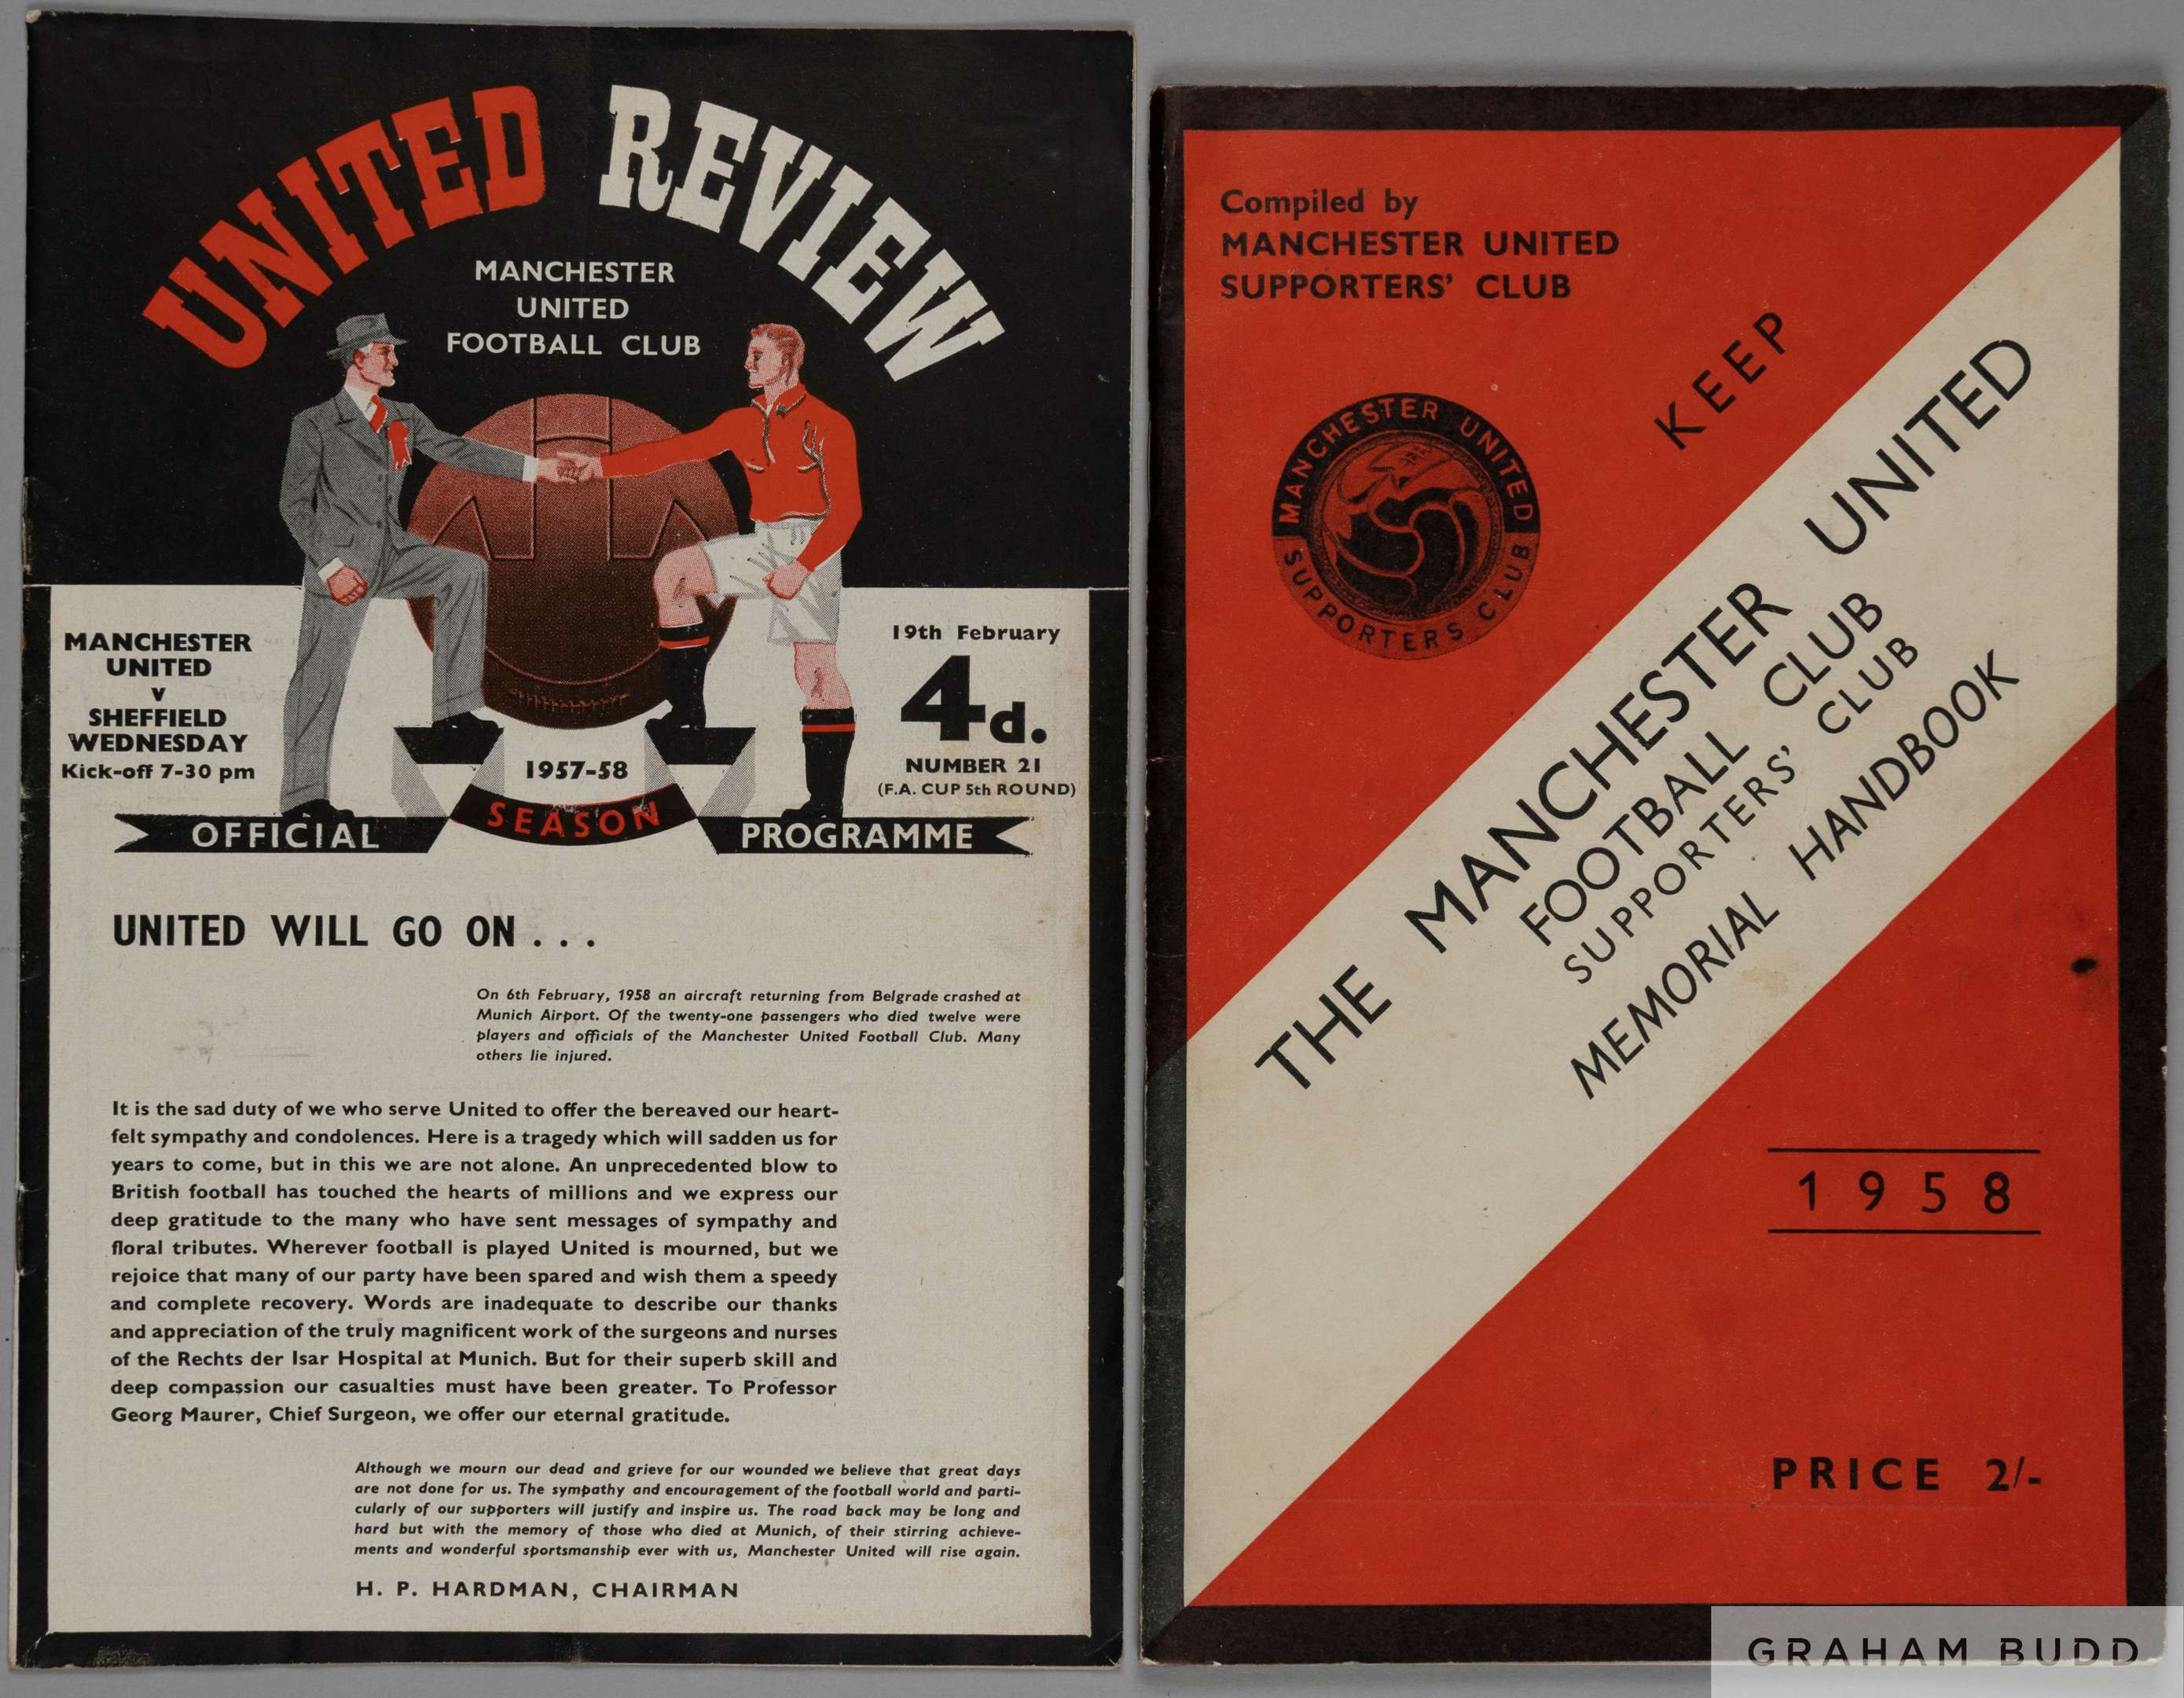 UNITED REVIEW
MANCHESTER
UNITED
FOOTBALL CLUB
MANCHESTER
UNITED
v
SHEFFIELD
WEDNESDAY
Kick-off 7-30 pm
19th February
4d.
NUMBER 21
(F.A. CUP 5th ROUND)
1957-58
SEASON
OFFICIAL
PROGRAMME
UNITED WILL GO ON . . .
On 6th February, 1958 an aircraft returning from Belgrade crashed at
Munich Airport. Of the twenty-one passengers who died twelve were
players and officials of the Manchester United Football Club. Many
others lie injured.
It is the sad duty of we who serve United to offer the bereaved our heart-
felt sympathy and condolences. Here is a tragedy which will sadden us for
years to come, but in this we are not alone. An unprecedented blow to
British football has touched the hearts of millions and we express our
deep gratitude to the many who have sent messages of sympathy and
floral tributes. Wherever football is played United is mourned, but we
rejoice that many of our party have been spared and wish them a speedy
and complete recovery. Words are inadequate to describe our thanks
and appreciation of the truly magnificent work of the surgeons and nurses
of the Rechts der Isar Hospital at Munich. But for their superb skill and
deep compassion our casualties must have been greater. To Professor
Georg Maurer, Chief Surgeon, we offer our eternal gratitude.
Although we mourn our dead and grieve for our wounded we believe that great days
are not done for us. The sympathy and encouragement of the football world and parti-
cularly of our supporters will justify and inspire us. The road back may be long and
hard but with the memory of those who died at Munich, of their stirring achieve-
ments and wonderful sportsmanship ever with us, Manchester United will rise again.
H. P. HARDMAN, CHAIRMAN
Compiled by
MANCHESTER UNITED
SUPPORTERS' CLUB
KEEP
MANCHESTER UNITED
SUPPORTERS CLUB
THE MANCHESTER UNITED
FOOTBALL CLUB
SUPPORTERS' CLUB
MEMORIAL HANDBOOK
1958
PRICE 2/-
GRAHAM BUDD